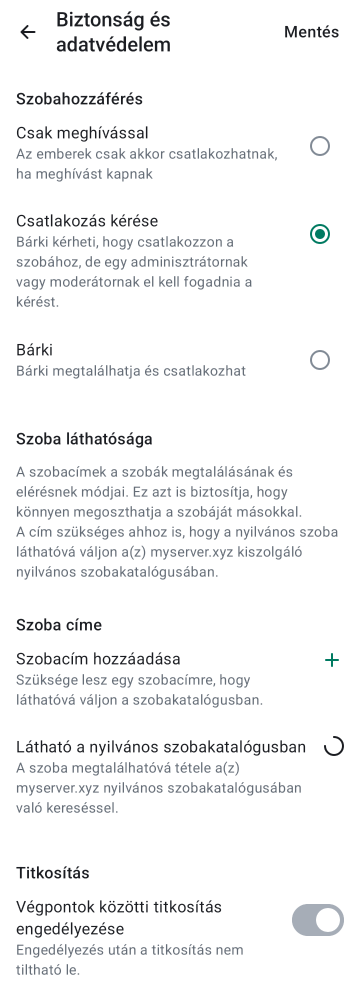 Biztonság és
adatvédelem
Mentés
Szobahozzáférés
Csak meghívással
Az emberek csak akkor csatlakozhatnak,
ha meghívást kapnak
Csatlakozás kérése
Bárki kérheti, hogy csatlakozzon a
szobához, de egy adminisztrátornak
vagy moderátornak el kell fogadnia a
kérést.
Bárki
Bárki megtalálhatja és csatlakozhat
Szoba láthatósága
A szobacímek a szobák megtalálásának és
elérésnek módjai. Ez azt is biztosítja, hogy
könnyen megoszthatja a szobáját másokkal.
A cím szükséges ahhoz is, hogy a nyilvános szoba
láthatóvá váljon a(z) myserver.xyz kiszolgáló
nyilvános szobakatalógusában.
Szoba címe
Szobacím hozzáadása
Szüksége lesz egy szobacímre, hogy
láthatóvá váljon a szobakatalógusban.
Látható a nyilvános szobakatalógusban
A szoba megtalálhatóvá tétele a(z)
myserver.xyz nyilvános szobakatalógusában
való kereséssel.
Titkosítás
Végpontok közötti titkosítás
engedélyezése
Engedélyezés után a titkosítás nem
tiltható le.